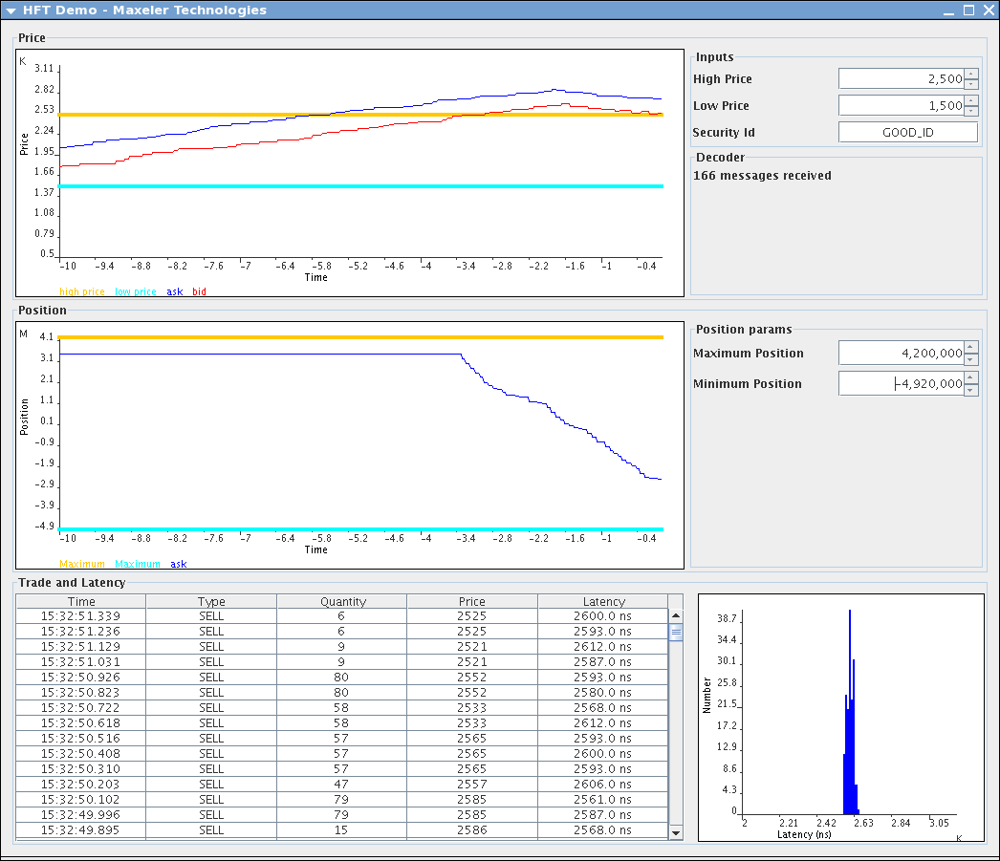 HFT Demo - Maxeler Technologies
Price
K
3.11
2.82
2.53
2.24
1.95
1.66
1.37
1.08
0.79
0.5
Price
-10 -9.4 -8.8 -8.2 -7.6 -7 -6.4 -5.8 -5.2 -4.6 -4 -3.4 -2.8 -2.2 -1.6 -1 -0.4
Time
high price low price ask bid
Inputs
High Price 2,500
Low Price 1,500
Security Id GOOD_ID
Decoder
166 messages received
Position
M
4.1
3.1
2.1
1.1
0.1
-0.9
-1.9
-2.9
-3.9
-4.9
Position
-10 -9.4 -8.8 -8.2 -7.6 -7 -6.4 -5.8 -5.2 -4.6 -4 -3.4 -2.8 -2.2 -1.6 -1 -0.4
Time
Maximum Maximum ask
Position params
Maximum Position 4,200,000
Minimum Position -4,920,000
Trade and Latency
Time Type Quantity Price Latency
15:32:51.339 SELL 6 2525 2600.0 ns
15:32:51.236 SELL 6 2525 2593.0 ns
15:32:51.129 SELL 9 2521 2612.0 ns
15:32:51.031 SELL 9 2521 2587.0 ns
15:32:50.926 SELL 80 2552 2593.0 ns
15:32:50.823 SELL 80 2552 2580.0 ns
15:32:50.722 SELL 58 2533 2568.0 ns
15:32:50.618 SELL 58 2533 2612.0 ns
15:32:50.516 SELL 57 2565 2593.0 ns
15:32:50.408 SELL 57 2565 2600.0 ns
15:32:50.310 SELL 57 2565 2593.0 ns
15:32:50.203 SELL 47 2557 2606.0 ns
15:32:50.102 SELL 79 2585 2561.0 ns
15:32:49.996 SELL 79 2585 2587.0 ns
15:32:49.895 SELL 15 2586 2568.0 ns
38.7
34.4
30.1
25.8
21.5
17.2
12.9
8.6
4.3
0
Number
2 2.21 2.42 2.63 2.84 3.05
Latency (ns)
K